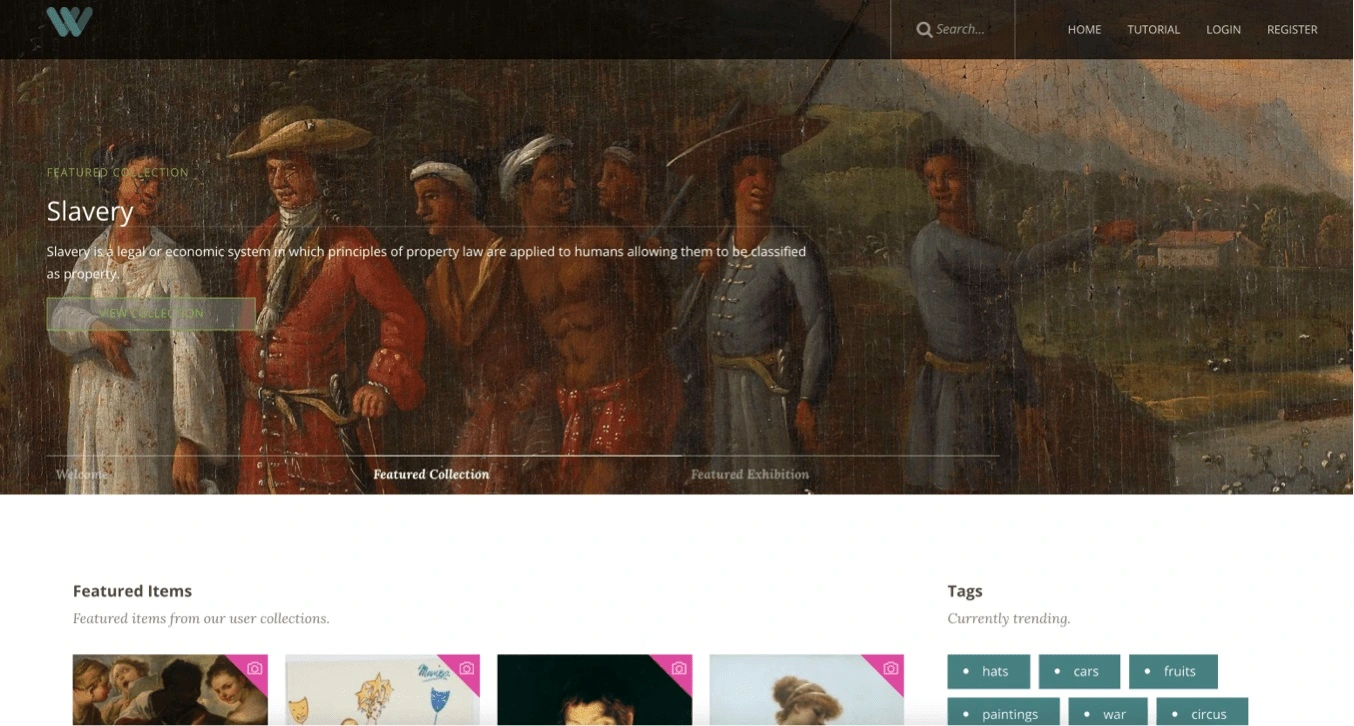 W
Search...
HOME
TUTORIAL
LOGIN
REGISTER
FEATURED COLLECTION
Slavery
Slavery is a legal or economic system in which principles of property law are applied to humans allowing them to be classified
as property.
VIEW COLLECTION
Welcome
Featured Collection
Featured Exhibition
Featured Items
Featured items from our user collections.
Tags
Currently trending.
hats
cars
fruits
paintings
war
circus